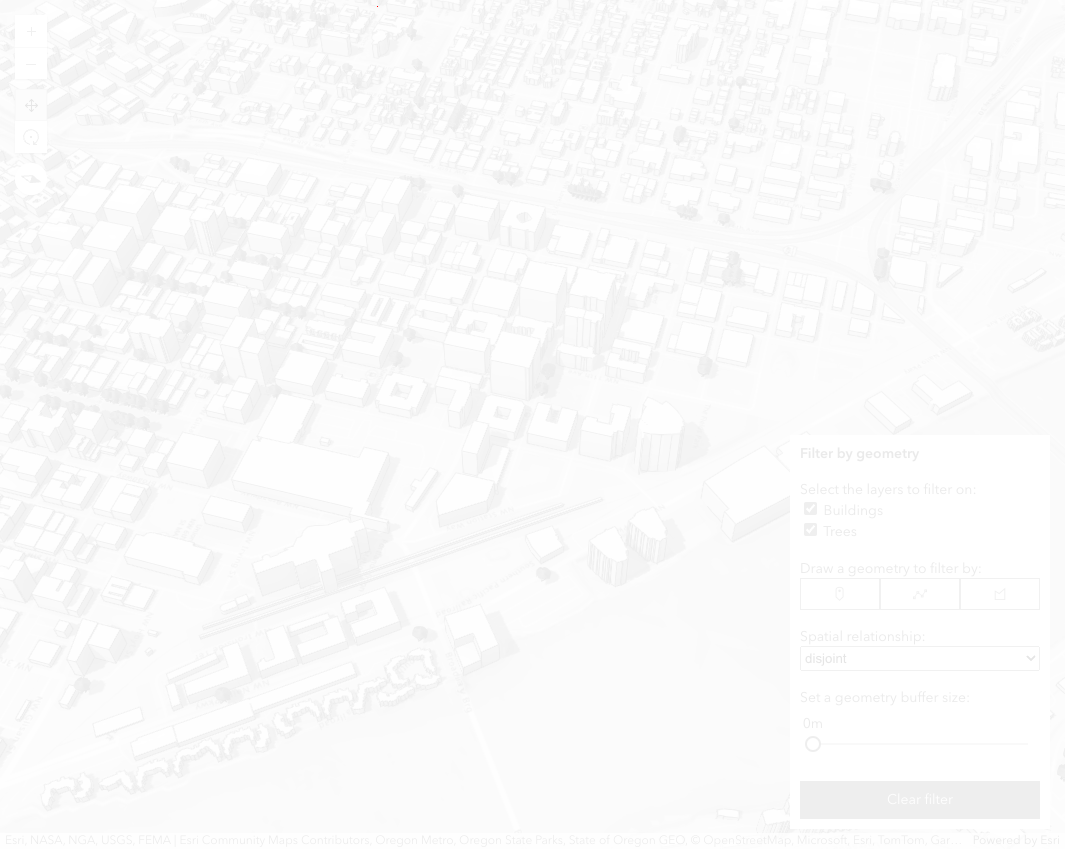 Filter by geometry
Select the layers to filter on:
Buildings
Trees
Draw a geometry to filter by:
Spatial relationship:
disjoint
Set a geometry buffer size:
0m
Clear filter
Esri, NASA, NGA, USGS, FEMA | Esri Community Maps Contributors, Oregon Metro, Oregon State Parks, State of Oregon GEO, © OpenStreetMap, Microsoft, Esri, TomTom, Gar Powered by Esri